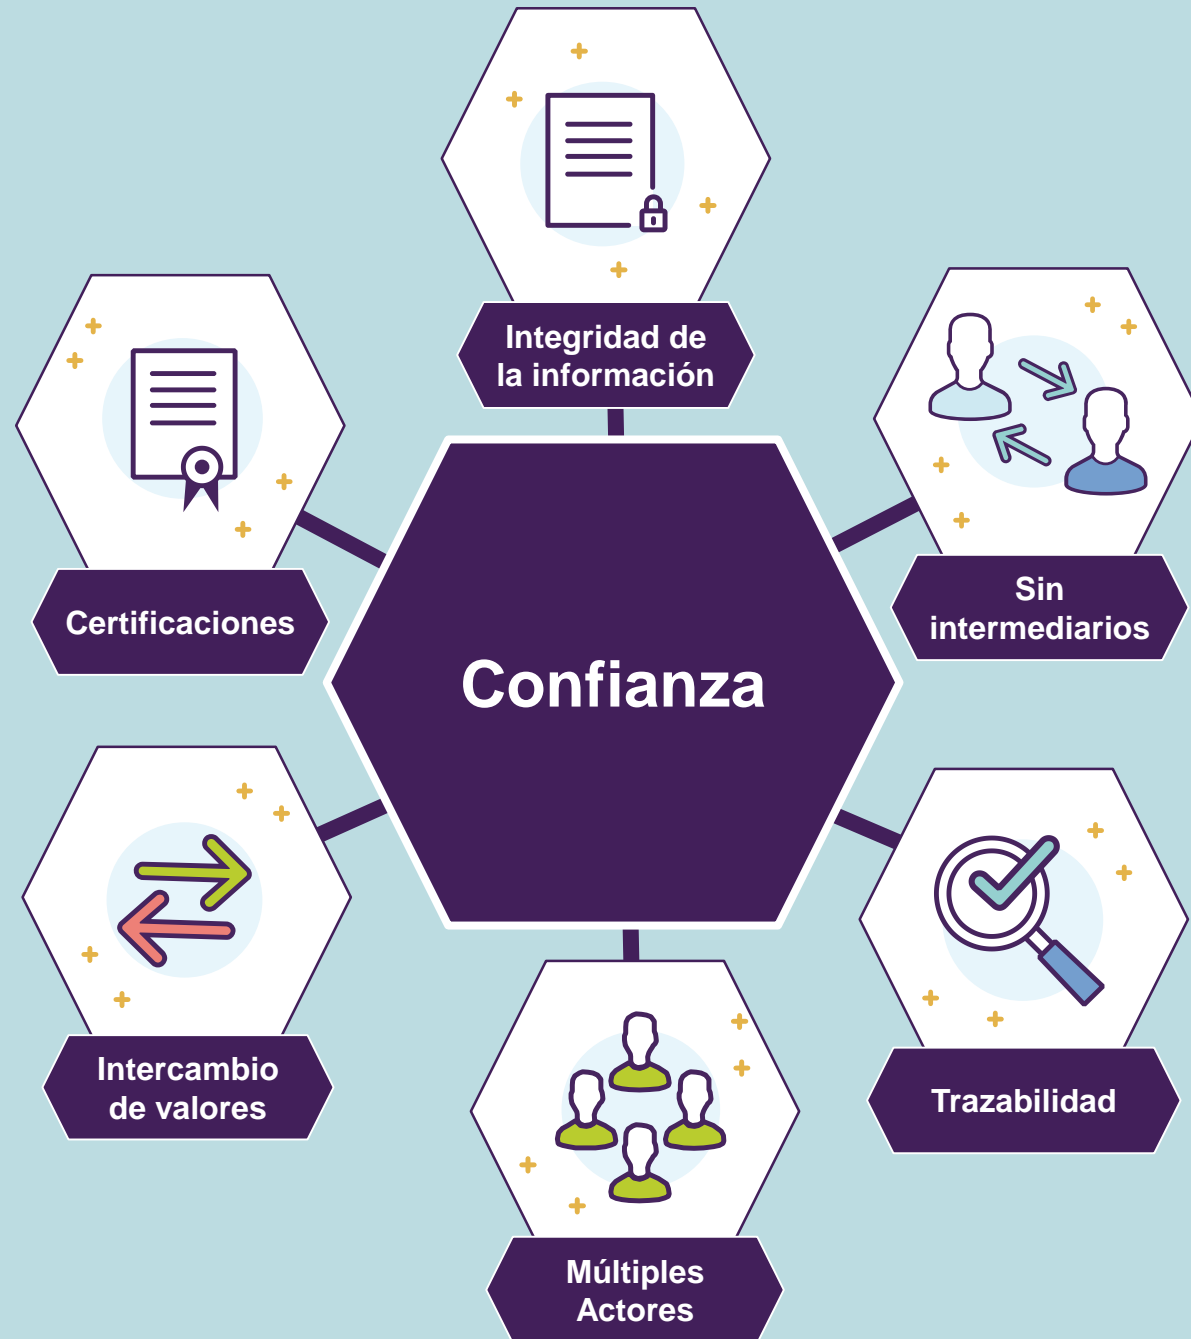 Integridad de
la información
Certificaciones
Sin
intermediarios
Confianza
Intercambio
de valores
Trazabilidad
Múltiples
Actores